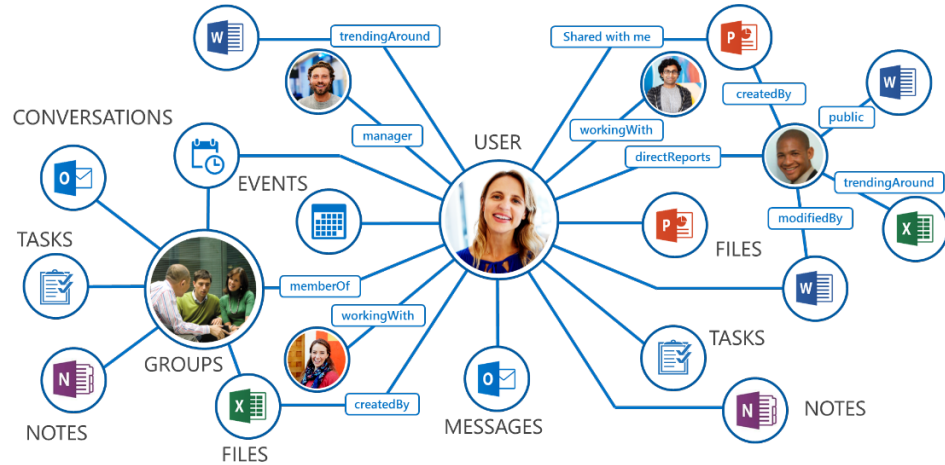 W
trendingAround
Shared with me
P
createdBy
W
public
CONVERSATIONS
manager
workingWith
USER
directReports
EVENTS
O
trendingAround
X
modifiedBy
TASKS
P
FILES
memberOf
W
workingWith
GROUPS
TASKS
N
NOTES
X
FILES
createdBy
O
MESSAGES
N
NOTES